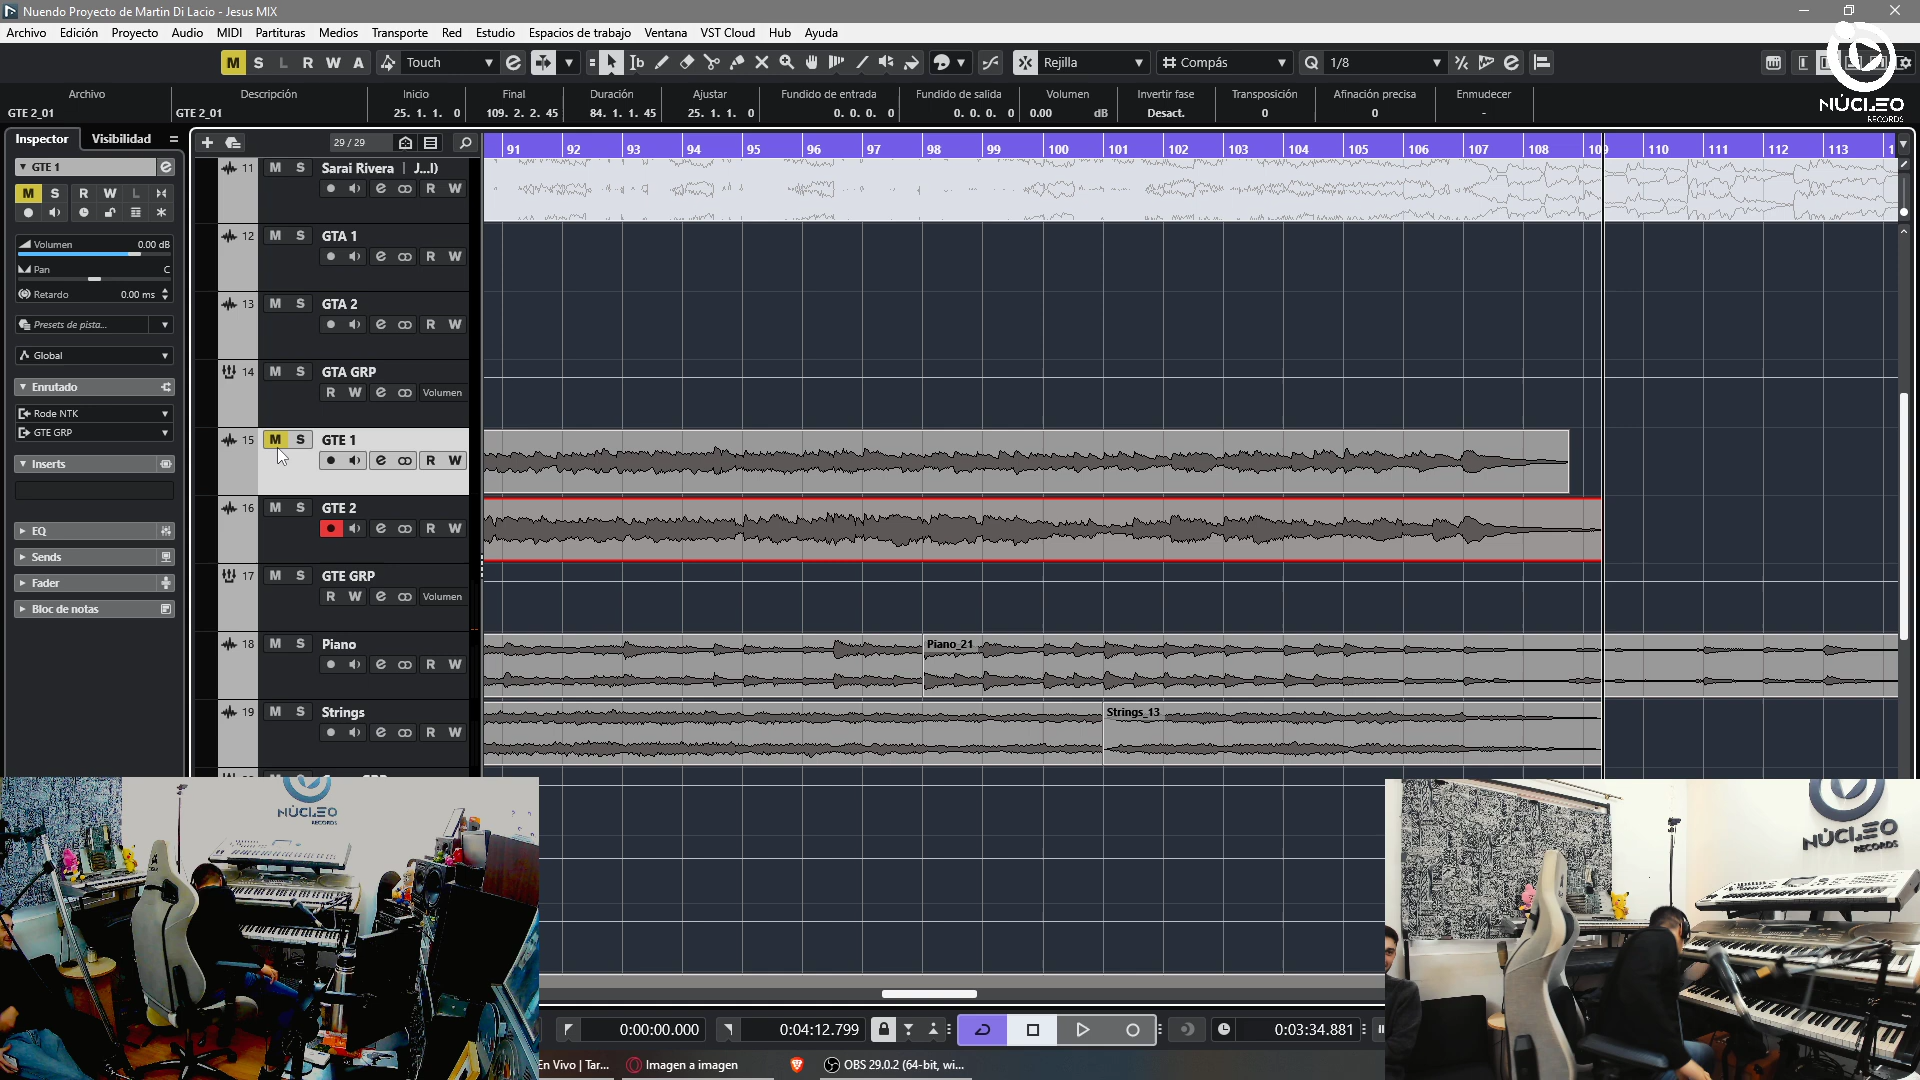 Nuendo Proyecto de Martin Di Lacio - Jesus MIX
Archivo Edición Proyecto Audio MIDI Partituras Medios Transporte Red Estudio Espacios de trabajo Ventana VST Cloud Hub Ayuda
M S L R W A Touch Rejilla Compás Q 1/8
NÚCLEO
RECORDS
Archivo Descripción Inicio Final Duración Ajustar Fundido de entrada Fundido de salida Volumen Invertir fase Transposición Afinación precisa Enmudecer
GTE 2_01 GTE 2_01 25. 1. 1. 0 109. 2. 2. 45 84. 1. 1. 45 25. 1. 1. 0 0. 0. 0. 0 0. 0. 0. 0 0.00 dB Desact. 0 0 -
Inspector Visibilidad 29 / 29
91 92 93 94 95 96 97 98 99 100 101 102 103 104 105 106 107 108 109 110 111 112 113
GTE 1
M S R W L
Volumen 0.00 dB
Pan C
Retardo 0.00 ms
Presets de pista...
Global
Enrutado
Rode NTK
GTE GRP
Inserts
EQ
Sends
Fader
Bloc de notas
11 M S Sarai Rivera | J...l)
R W
12 M S GTA 1
R W
13 M S GTA 2
R W
14 M S GTA GRP
R W Volumen
15 M S GTE 1
R W
16 M S GTE 2
R W
17 M S GTE GRP
R W Volumen
18 M S Piano
R W
Piano_21
19 M S Strings
R W
Strings_13
NÚCLEO
RECORDS
NÚCLEO
RECORDS
0:00:00.000 0:04:12.799 0:03:34.881
En Vivo | Tar... Imagen a imagen OBS 29.0.2 (64-bit, wi...